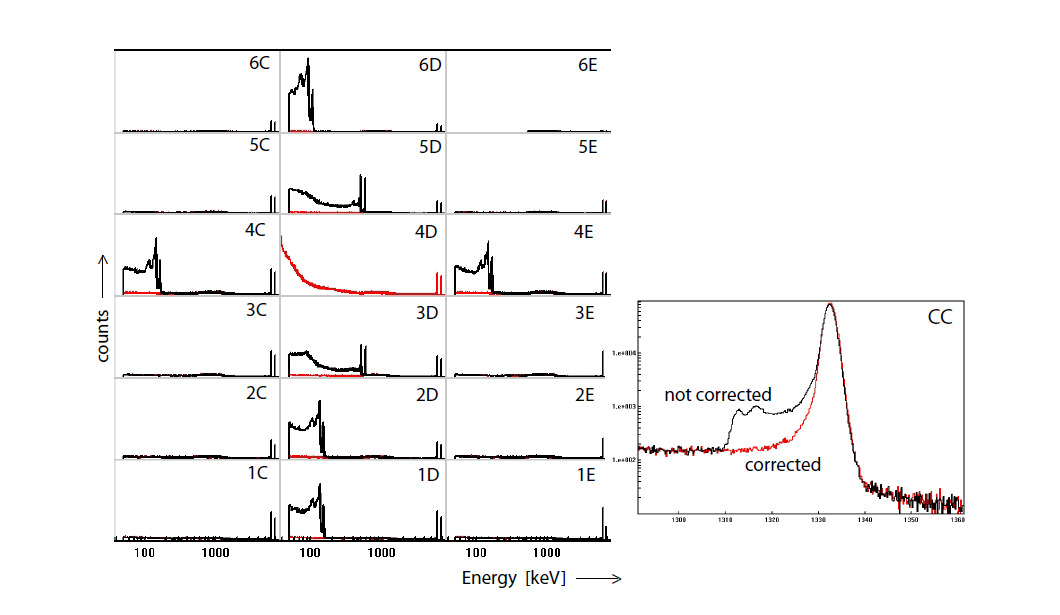 6C 6D 6E
5C 5D 5E
4C 4D 4E
3C 3D 3E
2C 2D 2E
1C 1D 1E
counts
100 1000 100 1000 100 1000
Energy [keV]
CC
not corrected
corrected
1.e+004
1.e+003
1.e+002
1300 1310 1320 1330 1340 1350 1360